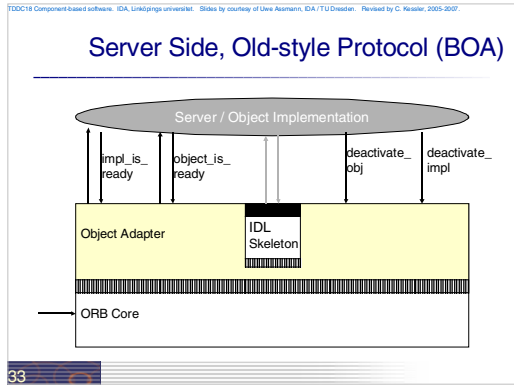 TDDC18 Component-based software. IDA, Linköpings universitet. Slides by courtesy of Uwe Assmann, IDA / TU Dresden. Revised by C. Kessler, 2005-2007.
Server Side, Old-style Protocol (BOA)
Server / Object Implementation
impl_is_
ready
object_is_
ready
deactivate_
obj
deactivate_
impl
Object Adapter
IDL
Skeleton
ORB Core
33